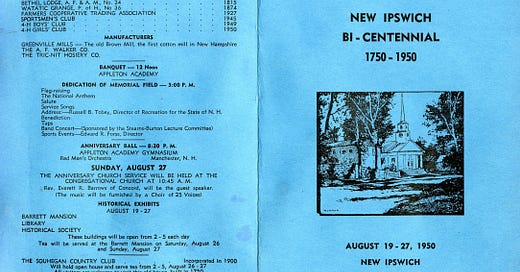 BETHEL LODGE, A. F. & A. M., No. 24 1815
WATATIC GRANGE, P. of H., No. 36 1874
FARMERS COOPERATIVE TRADING ASSOCIATION 1927
SPORTSMEN'S CLUB 1945
4-H BOYS' CLUB 1949
4-H GIRLS' CLUB 1950
MANUFACTURERS
GREENVILLE MILLS — The old Brown Mill, the first cotton mill in New Hampshire
THE A. F. WALKER CO.
THE TRIC-NIT HOSIERY CO.
BANQUET — 12 Noon
APPLETON ACADEMY
DEDICATION OF MEMORIAL FIELD — 3:00 P. M.
Flag-raising
The National Anthem
Salute
Service Songs
Address:—Russell B. Tobey, Director of Recreation for the State of N. H.
Benediction
Taps
Band Concert—(Sponsored by the Stearns-Burton Lecture Committee)
Sports Events—Edward R. Forse, Director
ANNIVERSARY BALL — 8:20 P. M.
APPLETON ACADEMY GYMNASIUM
Red Men's Orchestra Manchester, N. H.
SUNDAY, AUGUST 27
THE ANNIVERSARY CHURCH SERVICE WILL BE HELD AT THE
CONGREGATIONAL CHURCH AT 10:45 A. M.
Rev. Everett R. Barrows of Concord, will be the guest speaker.
(The music will be furnished by a Choir of 25 Voices)
HISTORICAL EXHIBITS
AUGUST 19 - 27
BARRETT MANSION
LIBRARY
HISTORICAL SOCIETY
These buildings will be open from 2 - 5 each day
Tea will be served at the Barrett Mansion on Saturday, August 26
and Sunday, August 27.
THE SOUHEGAN COUNTRY CLUB Incorporated in 1900
Will hold open house and serve tea from 2 - 5, August 26 -
NEW IPSWICH
BI - CENTENNIAL
1750 - 1950
AUGUST 19 - 27, 1950
NEW IPSWICH